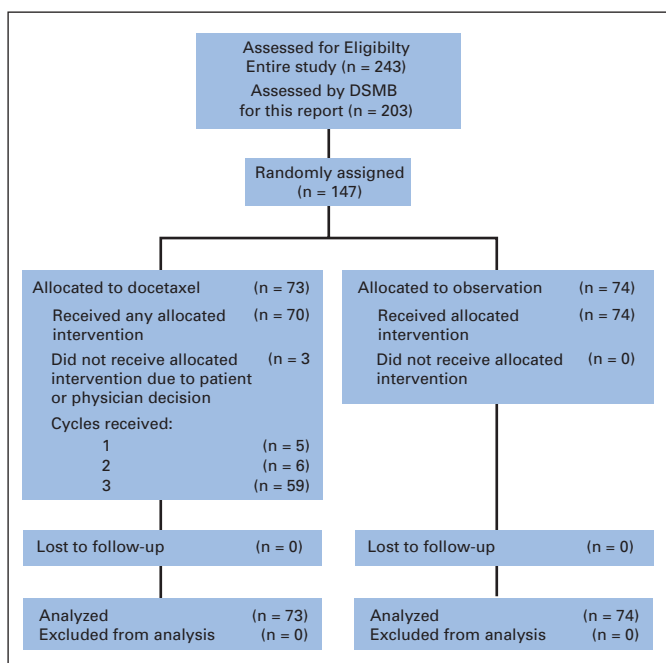 Assessed for Eligibilty
Entire study (n = 243)
Assessed by DSMB
for this report (n = 203)
Randomly assigned
(n = 147)
Allocated to docetaxel (n = 73)
Received any allocated (n = 70)
intervention
Did not receive allocated (n = 3
intervention due to patient
or physician decision
Cycles received:
1 (n = 5)
2 (n = 6)
3 (n = 59)
Allocated to observation (n = 74)
Received allocated (n = 74)
intervention
Did not receive allocated (n = 0)
intervention
Lost to follow-up (n = 0)
Lost to follow-up (n = 0)
Analyzed (n = 73)
Excluded from analysis (n = 0)
Analyzed (n = 74)
Excluded from analysis (n = 0)